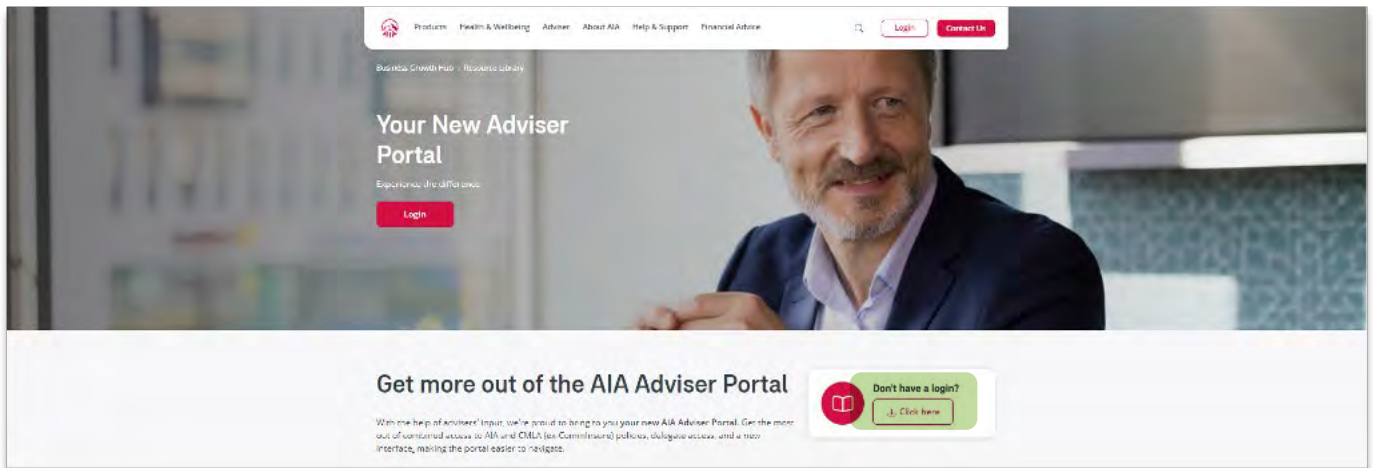 AIA
Products Health & Wellbeing Adviser About AIA Help & Support Financial Advice Login Contact Us
Business Growth Hub > Resource Library
Your New Adviser
Portal
Experience the difference
Login
Get more out of the AIA Adviser Portal
Don't have a login?
Click here
With the help of advisers' input, we're proud to bring to you your new AIA Adviser Portal. Get the most
out of combined access to AIA and CMLA (ex-CommInsure) policies, delegate access, and a new
interface, making the portal easier to navigate.